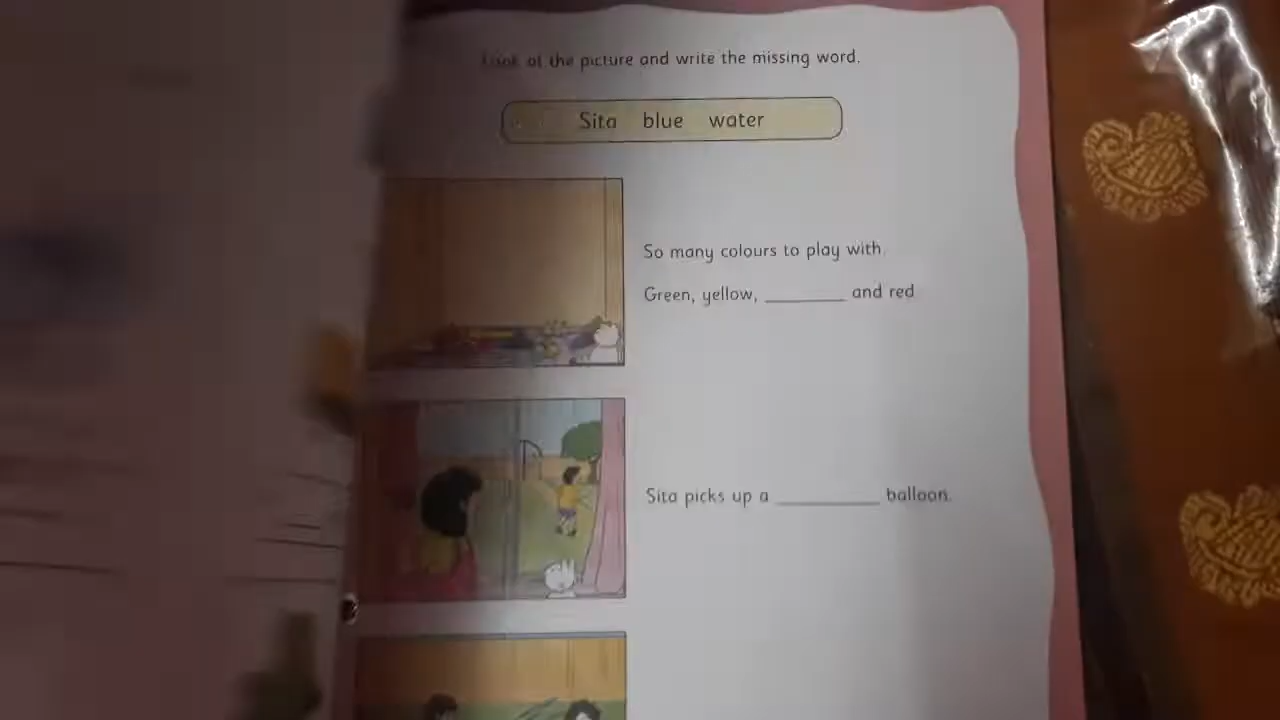 Look at the picture and write the missing word.
Sita blue water
So many colours to play with.
Green, yellow, ________ and red
Sita picks up a __________ balloon.